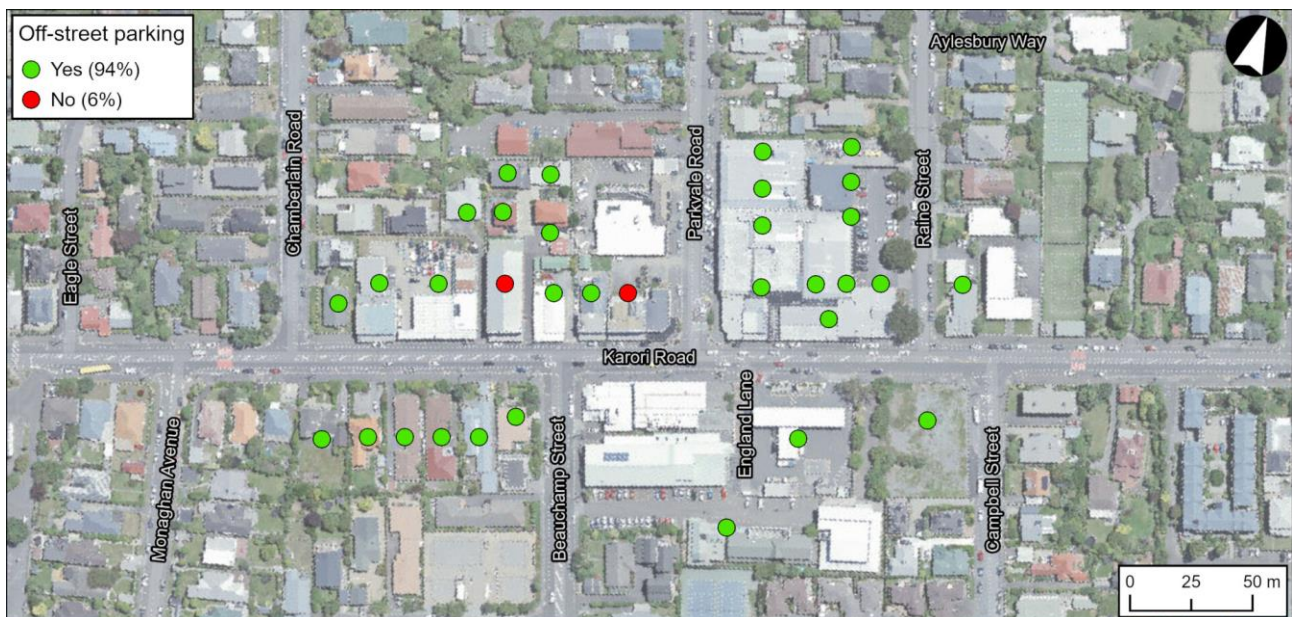 Off-street parking
Yes (94%)
No (6%)
Aylesbury Way
Chamberlain Road
Parkvale Road
Raine Street
Eagle Street
Karori Road
England Lane
Monaghan Avenue
Beauchamp Street
Campbell Street
0 25 50 m